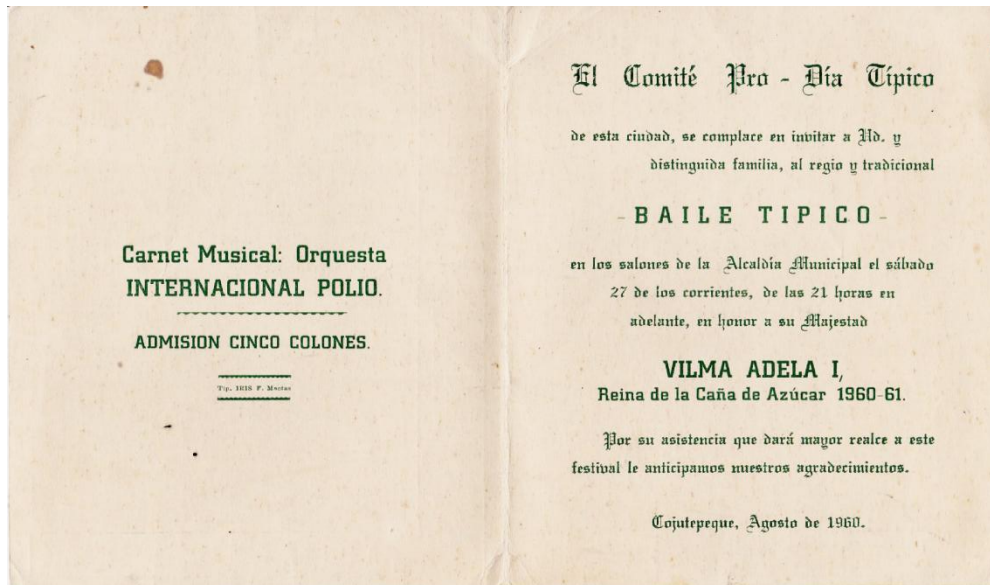 Carnet Musical: Orquesta
INTERNACIONAL POLIO.
ADMISION CINCO COLONES.
Tip. IRIS F. Macías
El Comité Pro - Día Típico
de esta ciudad, se complace en invitar a Ud. y
distinguida familia, al regio y tradicional
- BAILE TIPICO -
en los salones de la Alcaldía Municipal el sábado
27 de los corrientes, de las 21 horas en
adelante, en honor a su Majestad
VILMA ADELA I,
Reina de la Caña de Azúcar 1960-61.
Por su asistencia que dará mayor realce a este
festival le anticipamos nuestros agradecimientos.
Cojutepeque, Agosto de 1960.